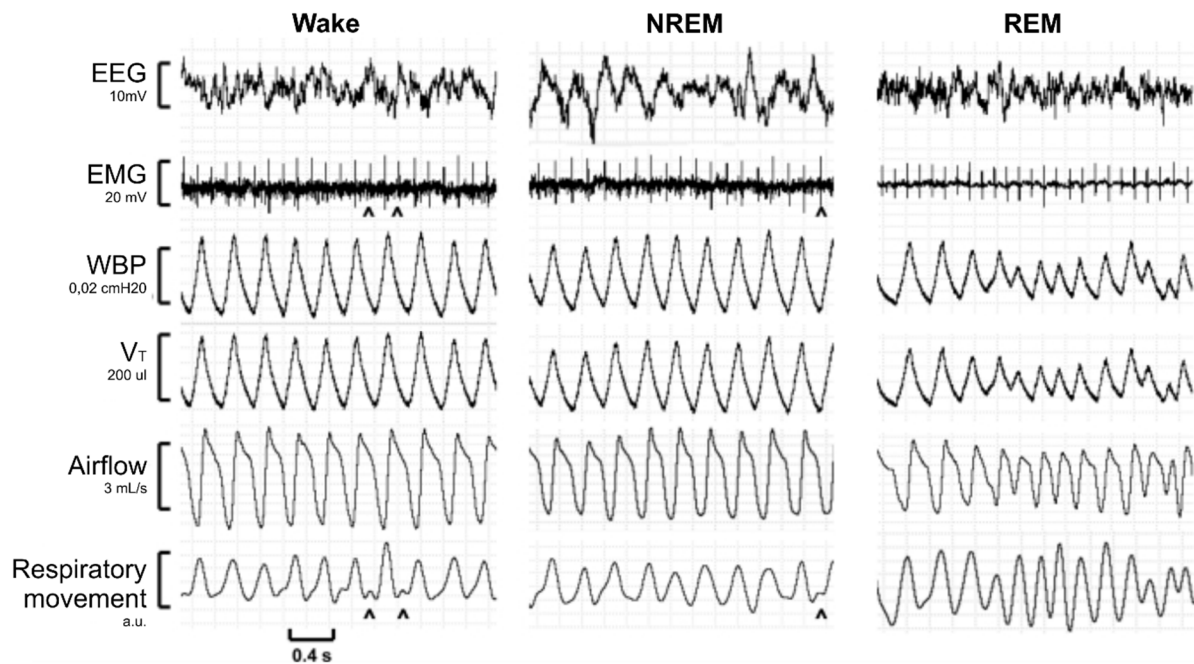 Wake NREM REM
EEG
10mV
EMG
20 mV
^ ^ ^
WBP
0,02 cmH20
VT
200 ul
Airflow
3 mL/s
Respiratory
movement
a.u.
^ ^ ^
0.4 s